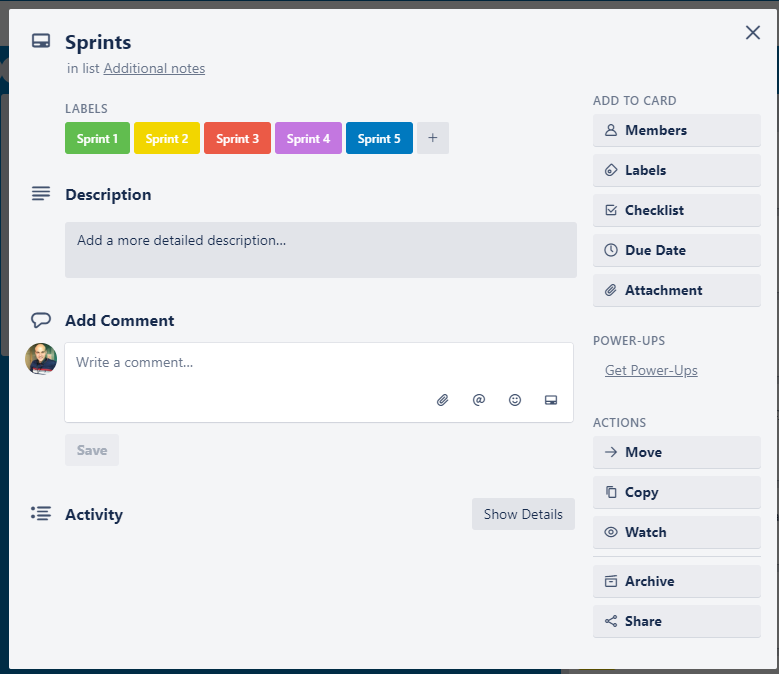 Sprints
in list Additional notes
LABELS
Sprint 1 Sprint 2 Sprint 3 Sprint 4 Sprint 5 +
Description
Add a more detailed description...
Add Comment
Write a comment...
@
Save
Activity
Show Details
ADD TO CARD
Members
Labels
Checklist
Due Date
Attachment
POWER-UPS
Get Power-Ups
ACTIONS
Move
Copy
Watch
Archive
Share